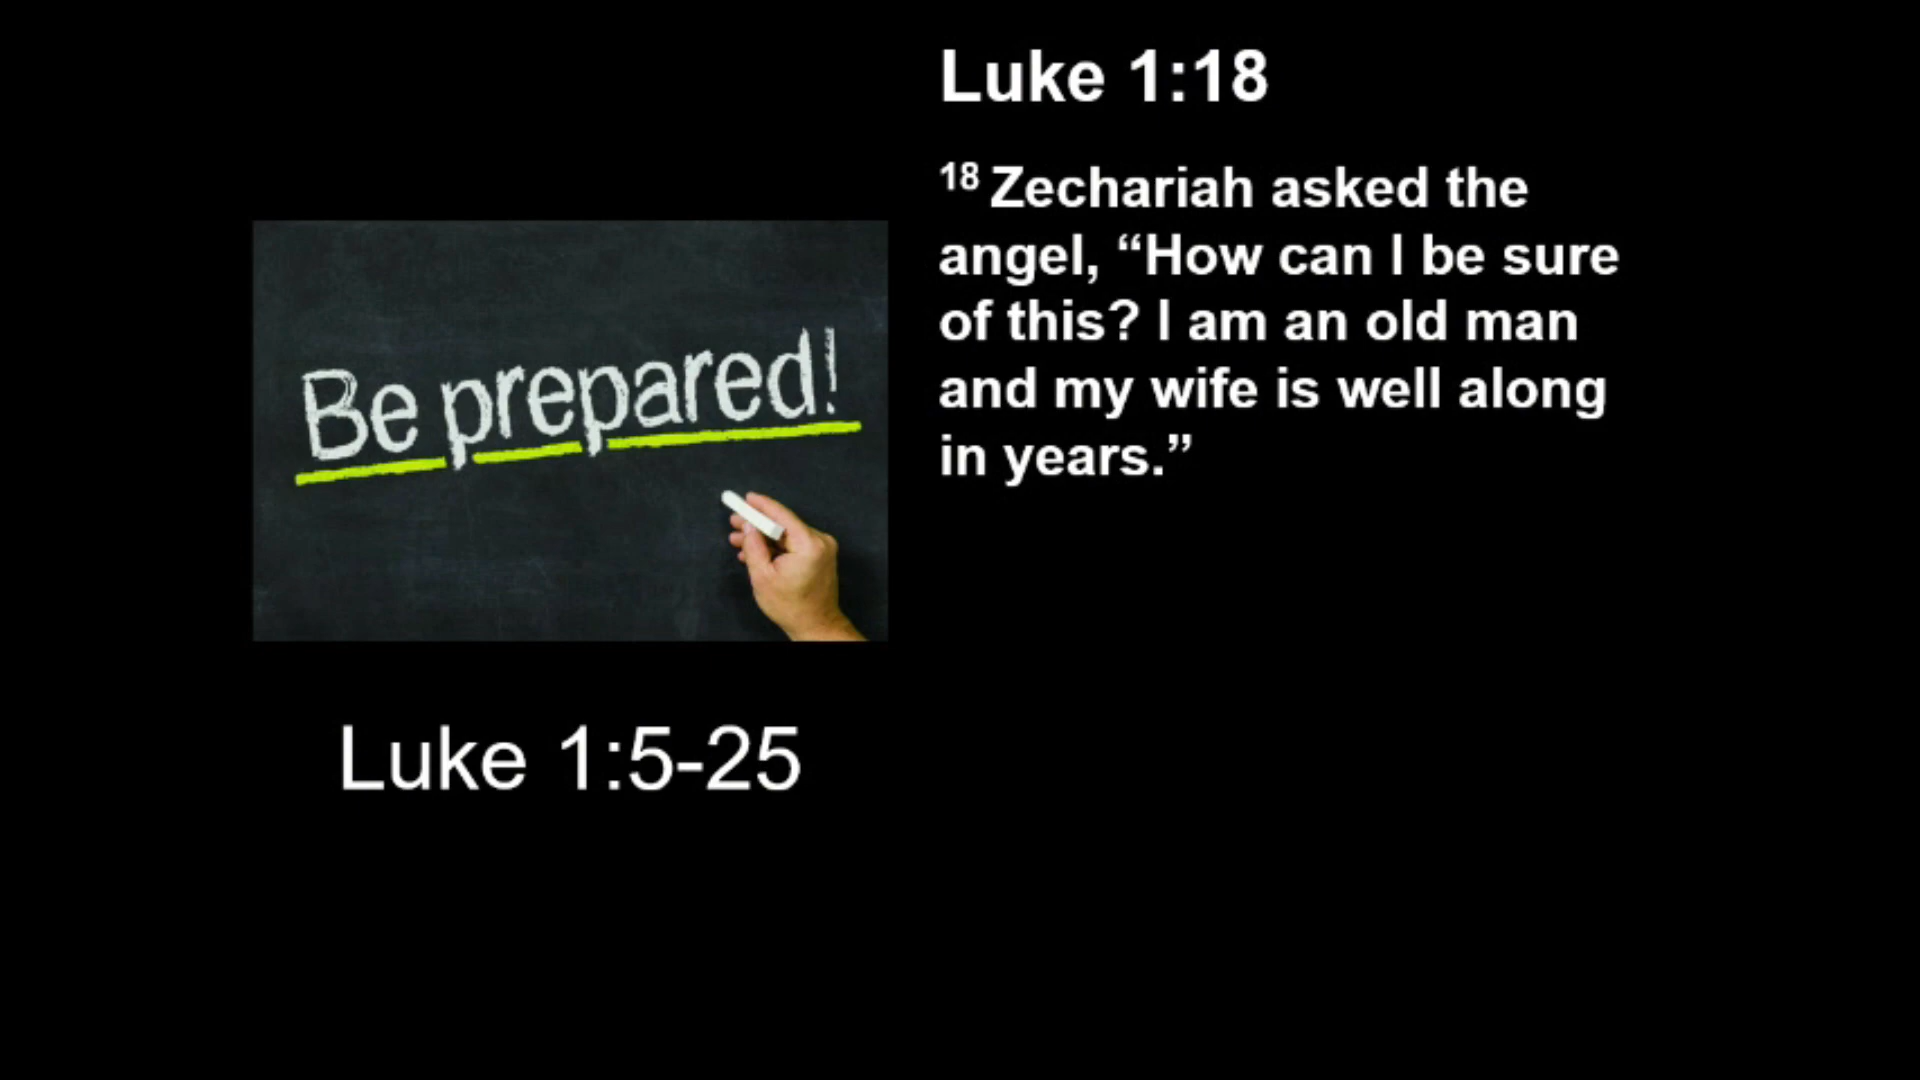 Be prepared!
Luke 1:5-25
Luke 1:18
18 Zechariah asked the
angel, “How can I be sure
of this? I am an old man
and my wife is well along
in years.”